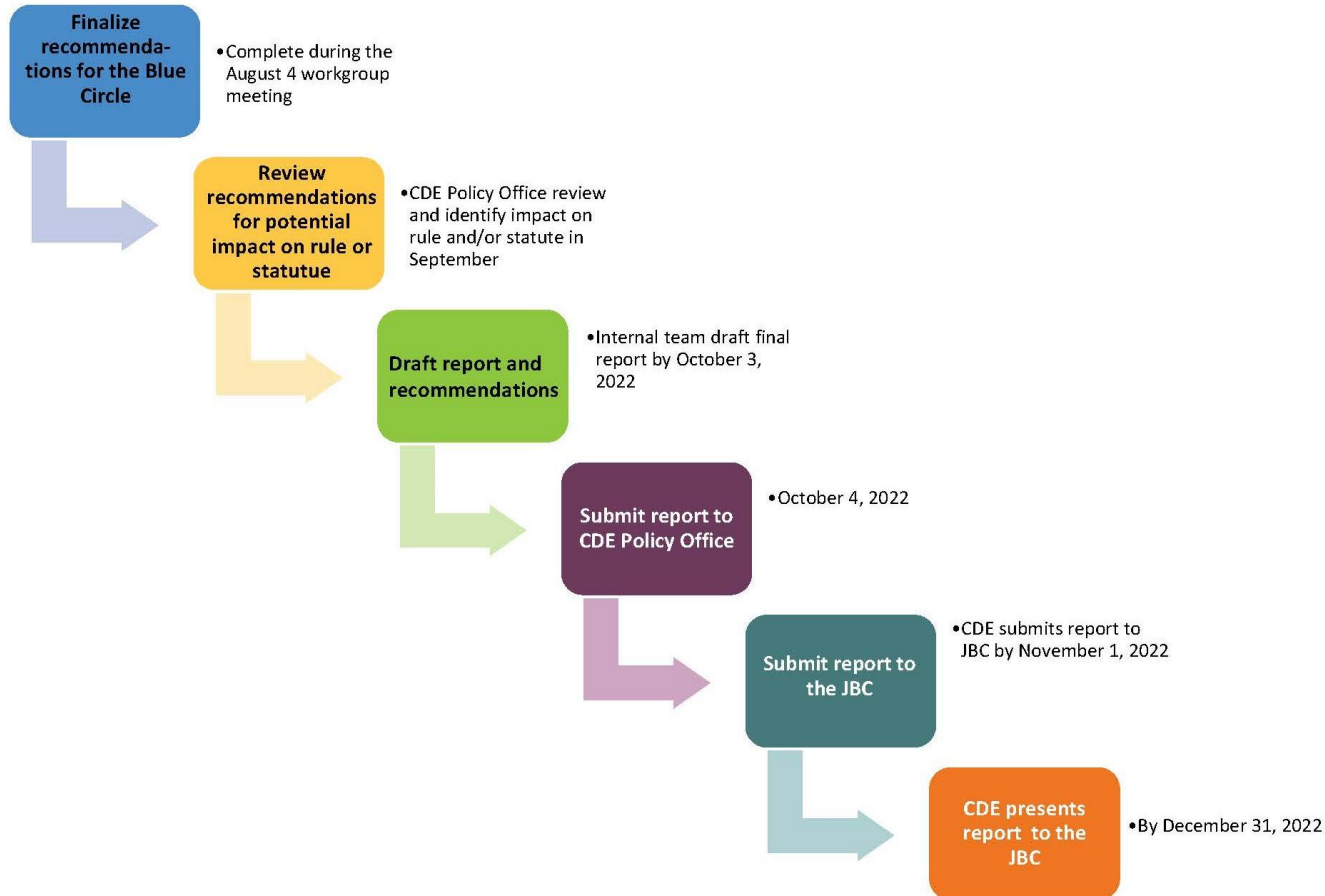 Finalize
recommenda-
tions for the Blue
Circle
•Complete during the
August 4 workgroup
meeting
Review
recommendations
for potential
impact on rule or
statutue
•CDE Policy Office review
and identify impact on
rule and/or statute in
September
Draft report and
recommendations
•Internal team draft final
report by October 3,
2022
Submit report to
CDE Policy Office
•October 4, 2022
Submit report to
the JBC
•CDE submits report to
JBC by November 1, 2022
CDE presents
report to the
JBC
•By December 31, 2022